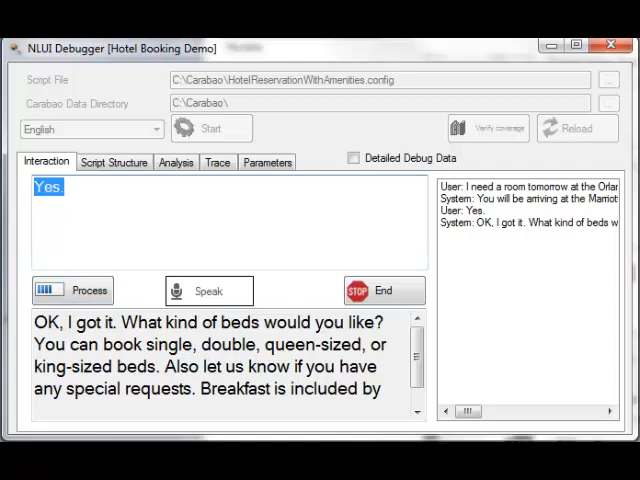 NLUI Debugger [Hotel Booking Demo]
Script File
C:\Carabao\HotelReservationWithAmenities.config
...
Carabao Data Directory
C:\Carabao\
...
English
Start
Verify coverage
Reload
Interaction
Script Structure
Analysis
Trace
Parameters
Detailed Debug Data
Yes.
User: I need a room tomorrow at the Orlar
System: You will be arriving at the Marriot
User: Yes.
System: OK, I got it. What kind of beds w
Process
Speak
STOP
End
OK, I got it. What kind of beds would you like?
You can book single, double, queen-sized, or
king-sized beds. Also let us know if you have
any special requests. Breakfast is included by